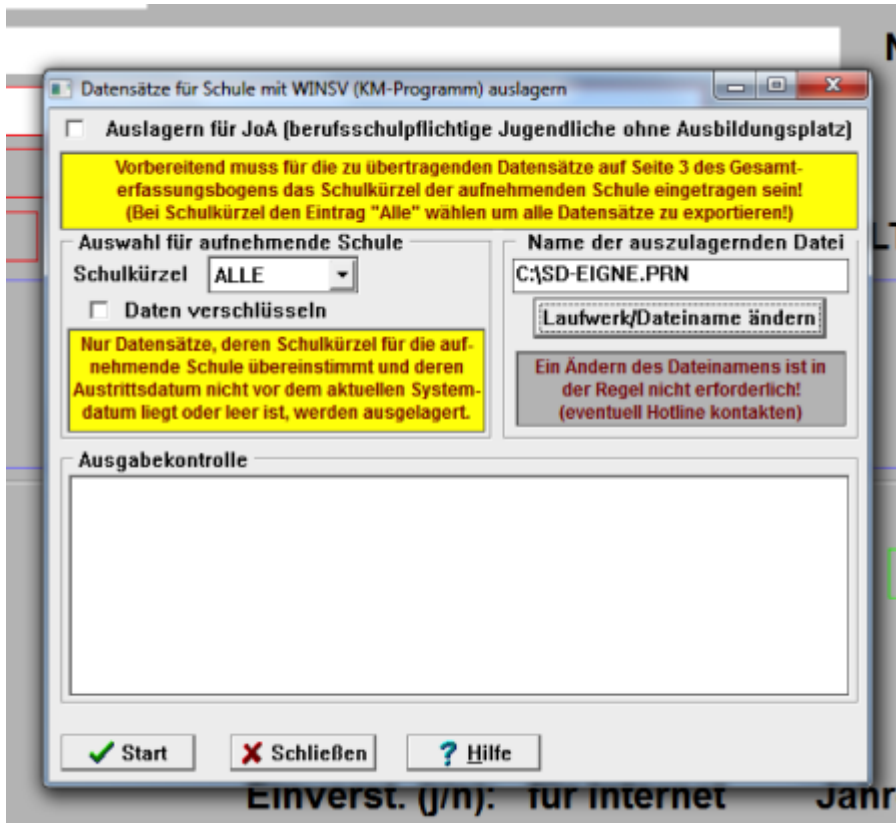 Datensätze für Schule mit WINSV (KM-Programm) auslagern
Auslagern für JoA (berufsschulpflichtige Jugendliche ohne Ausbildungsplatz)
Vorbereitend muss für die zu übertragenden Datensätze auf Seite 3 des Gesamt-
erfassungsbogens das Schulkürzel der aufnehmenden Schule eingetragen sein!
(Bei Schulkürzel den Eintrag "Alle" wählen um alle Datensätze zu exportieren!)
Auswahl für aufnehmende Schule
Schulkürzel ALLE
Daten verschlüsseln
Nur Datensätze, deren Schulkürzel für die auf-
nehmende Schule übereinstimmt und deren
Austrittsdatum nicht vor dem aktuellen System-
datum liegt oder leer ist, werden ausgelagert.
Name der auszulagernden Datei
C:\SD-EIGNE.PRN
Laufwerk/Dateiname ändern
Ein Ändern des Dateinamens ist in
der Regel nicht erforderlich!
(eventuell Hotline kontakten)
Ausgabekontrolle
Start Schließen Hilfe
Einverst. (j/n): für Internet